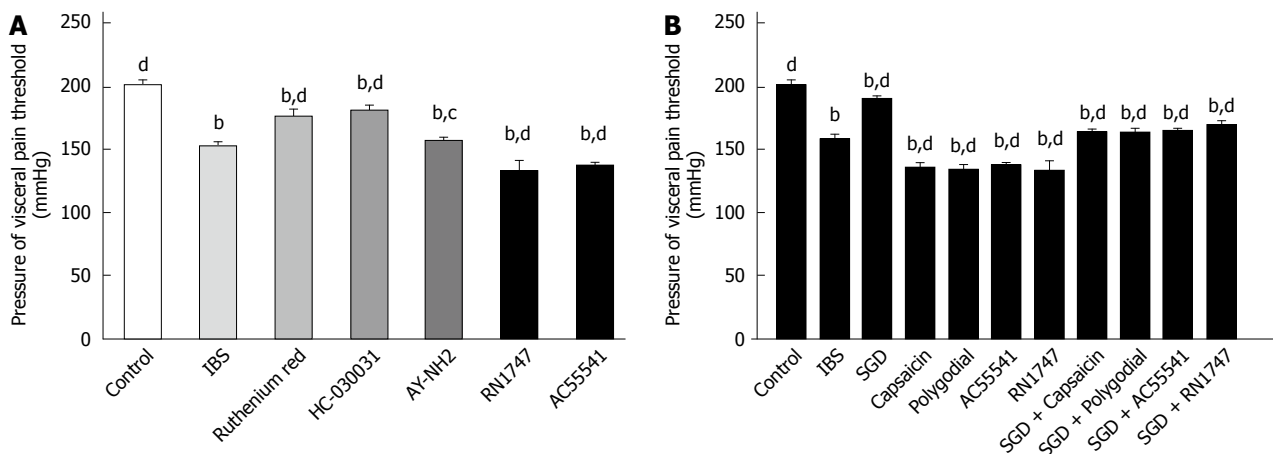 A
Pressure of visceral pain threshold
(mmHg)
250
200
150
100
50
0
d
b
b,d
b,d
b,c
b,d
b,d
Control
IBS
Ruthenium red
HC-030031
AY-NH2
RN1747
AC55541
B
Pressure of visceral pain threshold
(mmHg)
250
200
150
100
50
0
d
b
b,d
b,d
b,d
b,d
b,d
b,d
b,d
b,d
b,d
Control
IBS
SGD
Capsaicin
Polygodial
AC55541
RN1747
SGD + Capsaicin
SGD + Polygodial
SGD + AC55541
SGD + RN1747